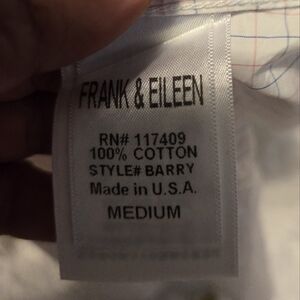 FRANK & EILEEN
RN# 117409
100% COTTON
STYLE# BARRY
Made in U.S.A.
MEDIUM